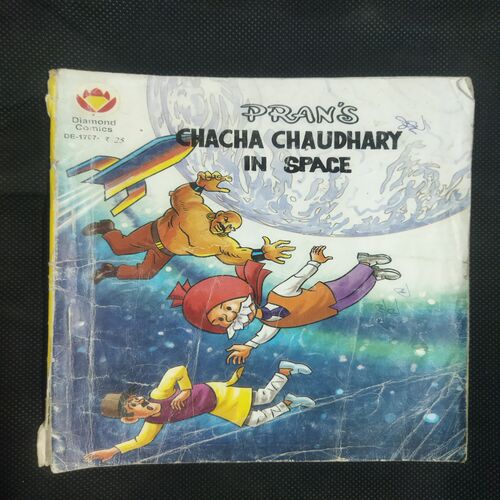 Diamond
Comics
PRAN'S
CHACHA CHAUDHARY
IN SPACE